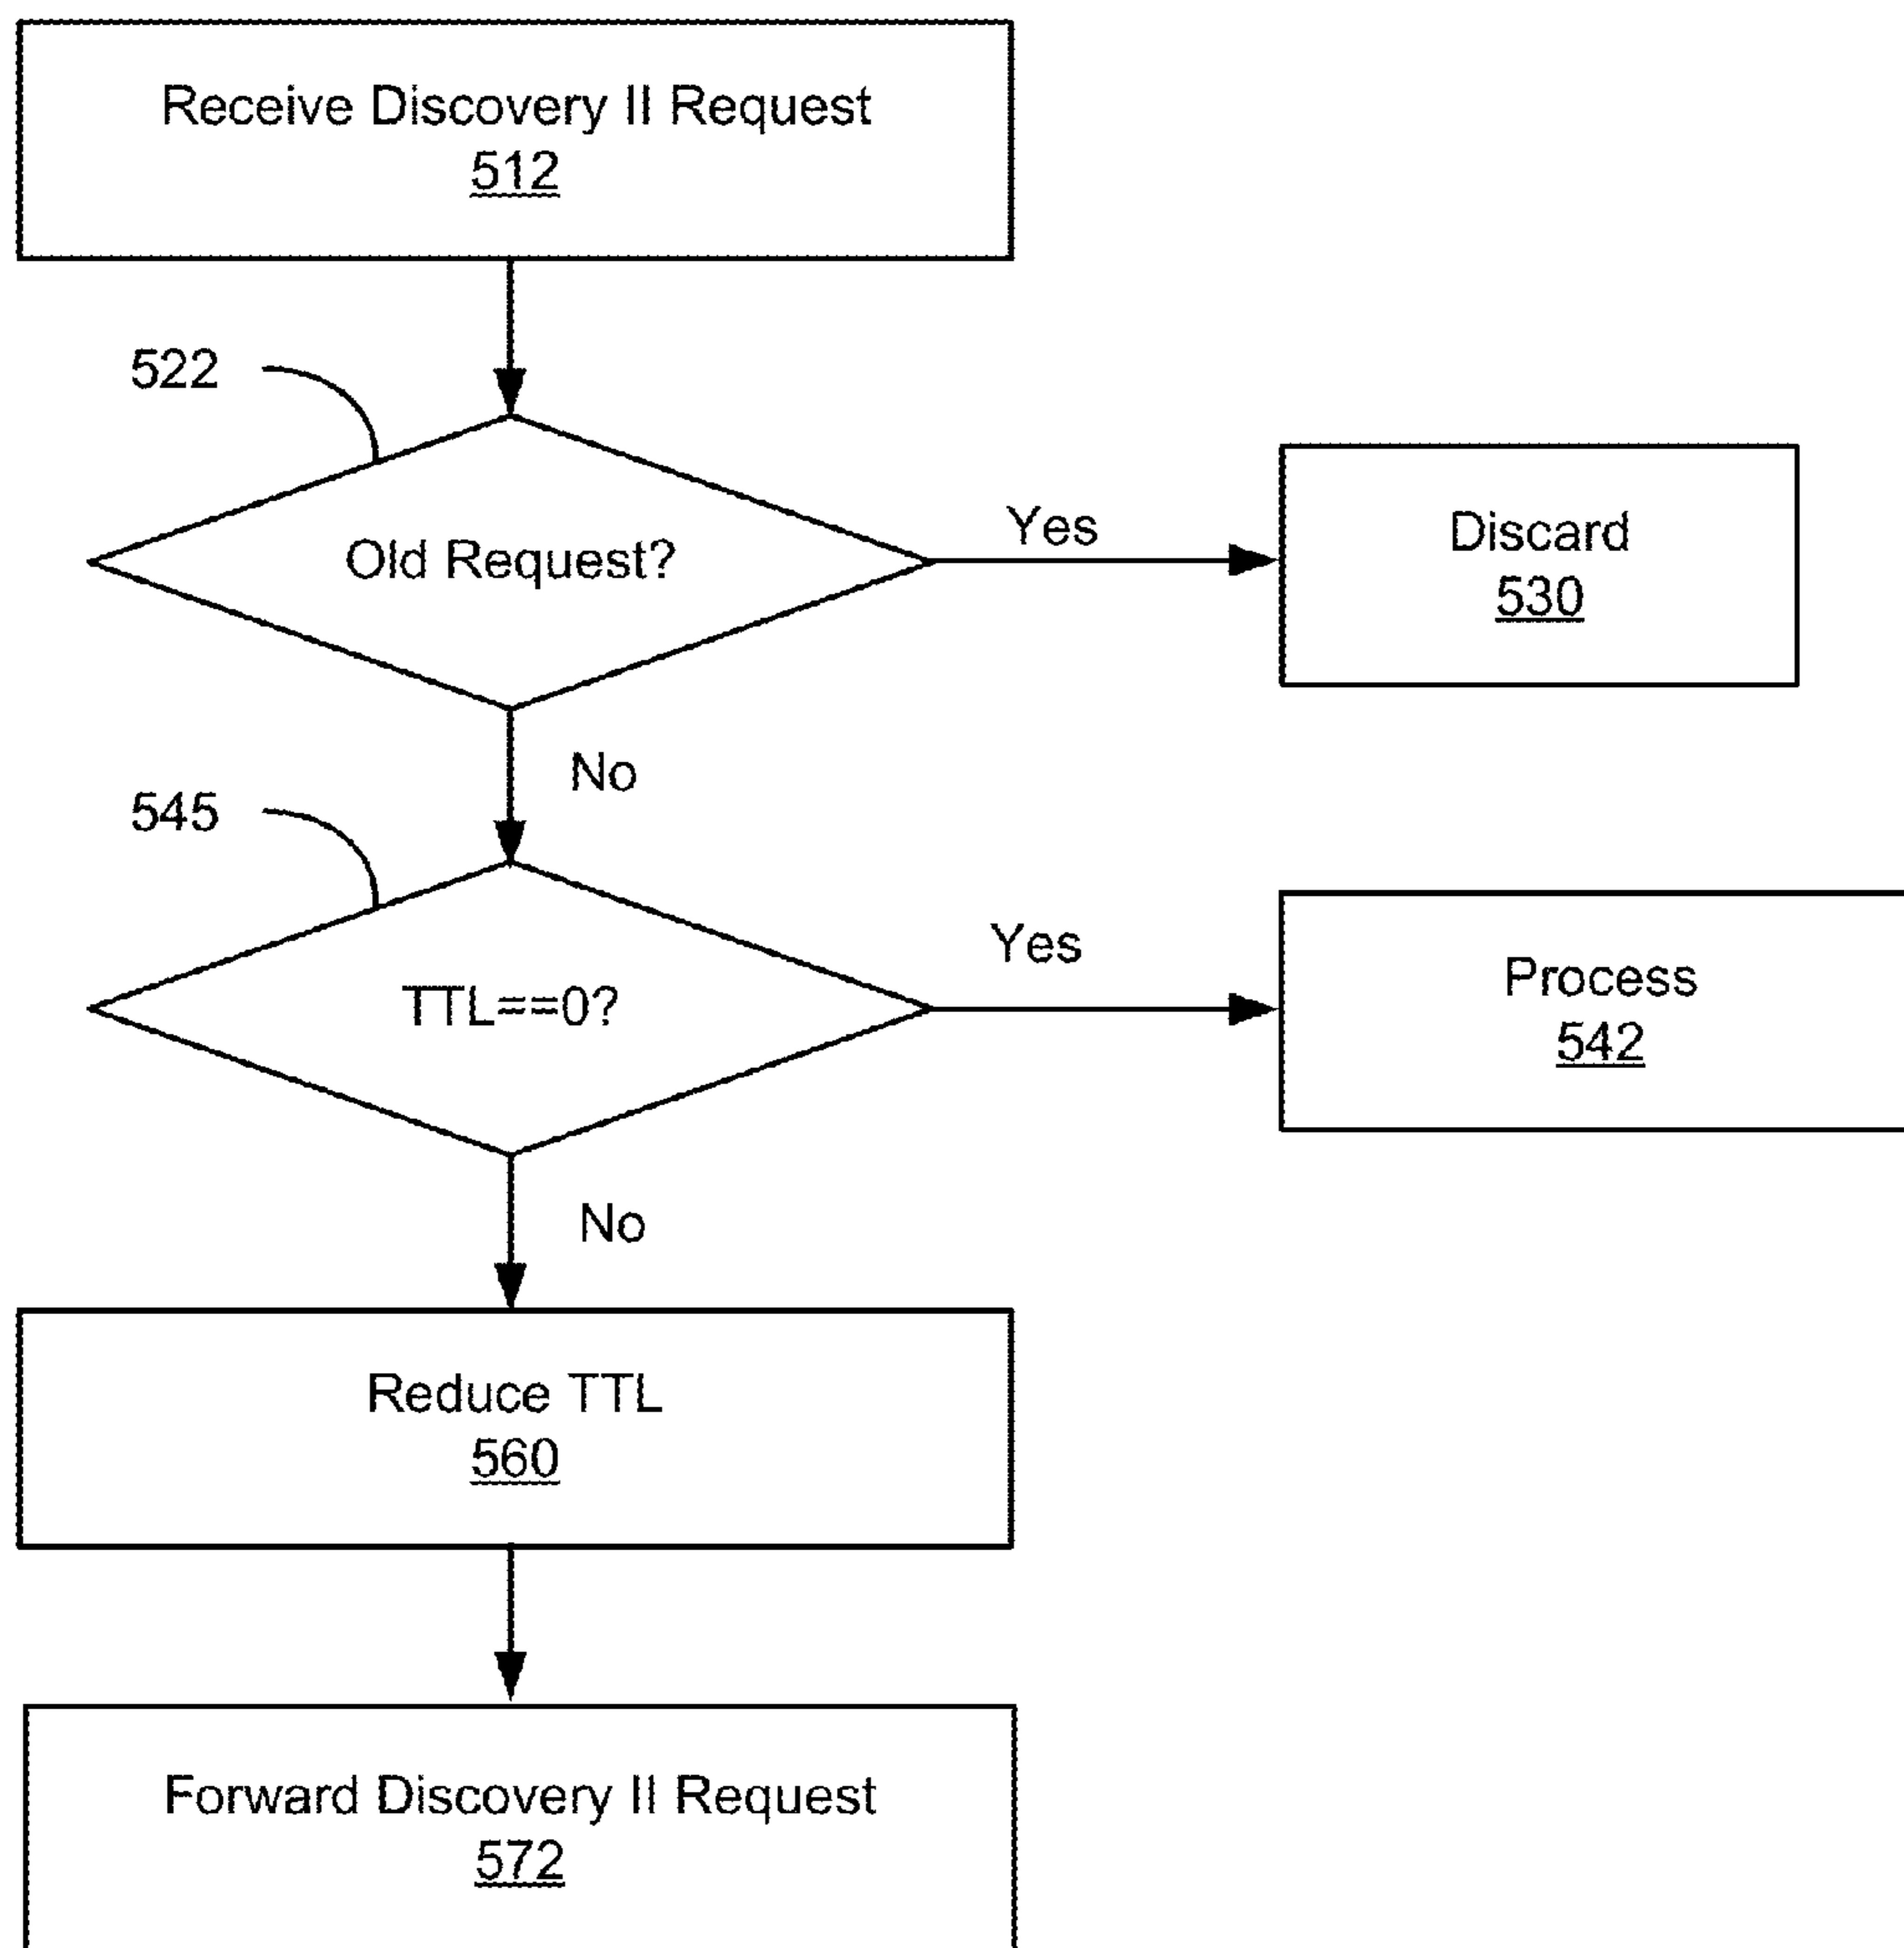 Receive Discovery II Request
512
522
Old Request?
Yes
Discard
530
No
545
TTL==0?
Yes
Process
542
No
Reduce TTL
560
Forward Discovery II Request
572